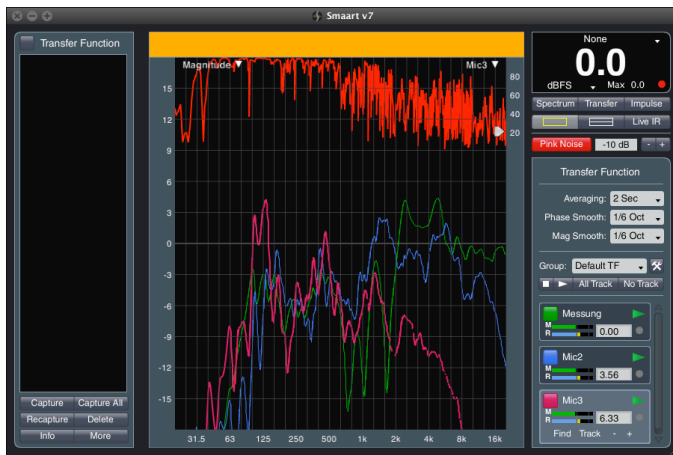 Smaart v7
Transfer Function
Magnitude
Mic3
15
12
9
6
3
0
-3
-6
-9
-12
-15
80
60
40
20
31.5 63 125 250 500 1k 2k 4k 8k 16k
Capture Capture All
Recapture Delete
Info More
None
0.0
dBFS Max 0.0
Spectrum Transfer Impulse
Live IR
Pink Noise -10 dB - +
Transfer Function
Averaging: 2 Sec
Phase Smooth: 1/6 Oct
Mag Smooth: 1/6 Oct
Group: Default TF
All Track No Track
Messung
M
R 0.00
Mic2
M
R 3.56
Mic3
M
R 6.33
Find Track - +